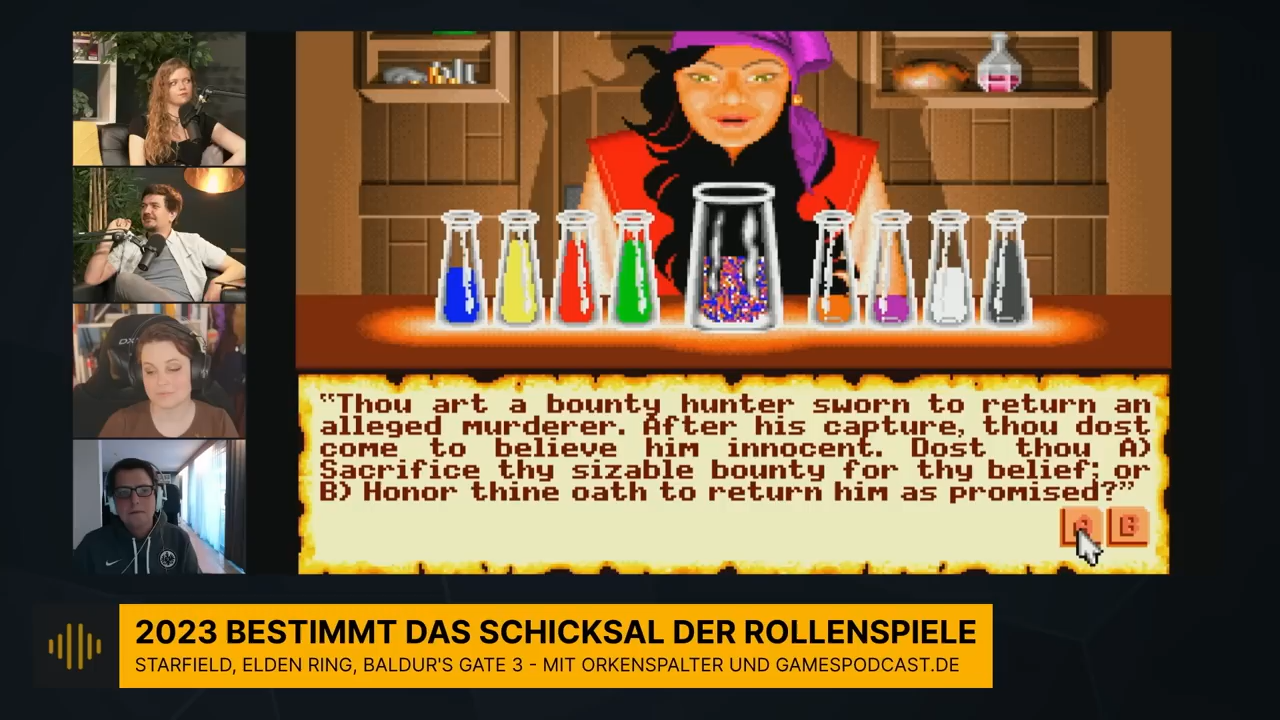 "Thou art a bounty hunter sworn to return an
alleged murderer. After his capture, thou dost
come to believe him innocent. Dost thou A)
Sacrifice thy sizable bounty for thy belief; or
B) Honor thine oath to return him as promised?"
A B
2023 BESTIMMT DAS SCHICKSAL DER ROLLENSPIELE
STARFIELD, ELDEN RING, BALDUR'S GATE 3 - MIT ORKENSPALTER UND GAMESPODCAST.DE